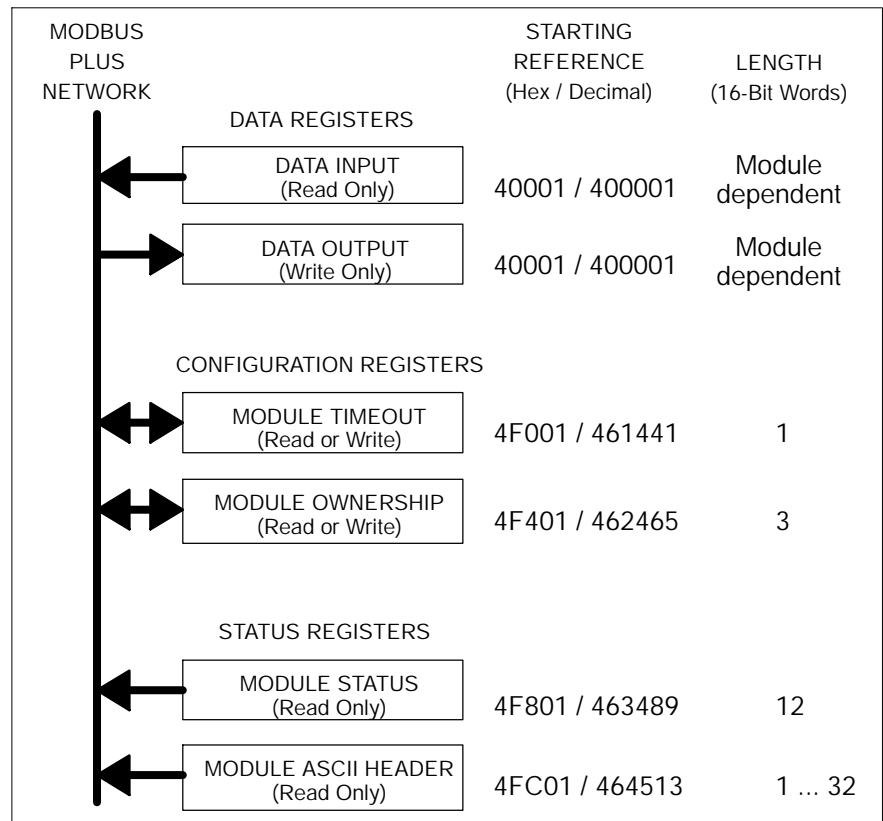 MODBUS
PLUS
NETWORK
STARTING
REFERENCE
(Hex / Decimal)
LENGTH
(16-Bit Words)
DATA REGISTERS
DATA INPUT
(Read Only)
40001 / 400001
Module
dependent
DATA OUTPUT
(Write Only)
40001 / 400001
Module
dependent
CONFIGURATION REGISTERS
MODULE TIMEOUT
(Read or Write)
4F001 / 461441
1
MODULE OWNERSHIP
(Read or Write)
4F401 / 462465
3
STATUS REGISTERS
MODULE STATUS
(Read Only)
4F801 / 463489
12
MODULE ASCII HEADER
(Read Only)
4FC01 / 464513
1 ... 32